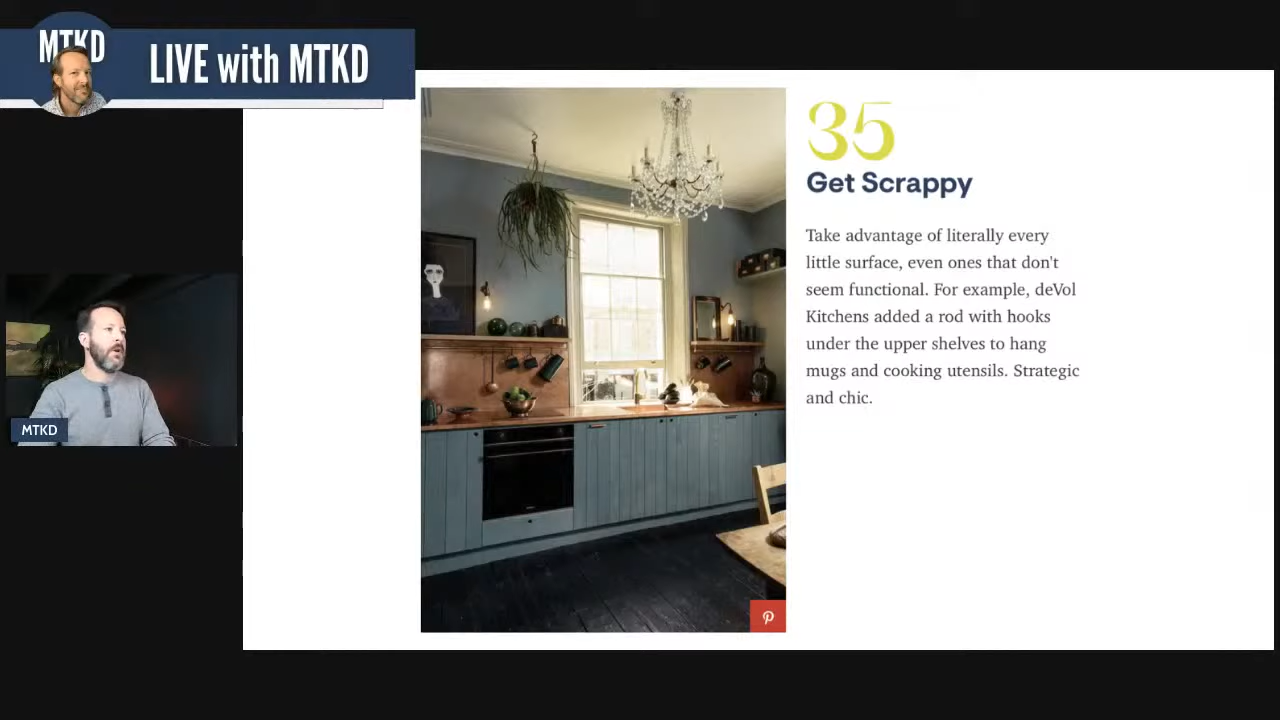 MTKD
LIVE with MTKD
35
Get Scrappy
Take advantage of literally every
little surface, even ones that don't
seem functional. For example, deVol
Kitchens added a rod with hooks
under the upper shelves to hang
mugs and cooking utensils. Strategic
and chic.
MTKD